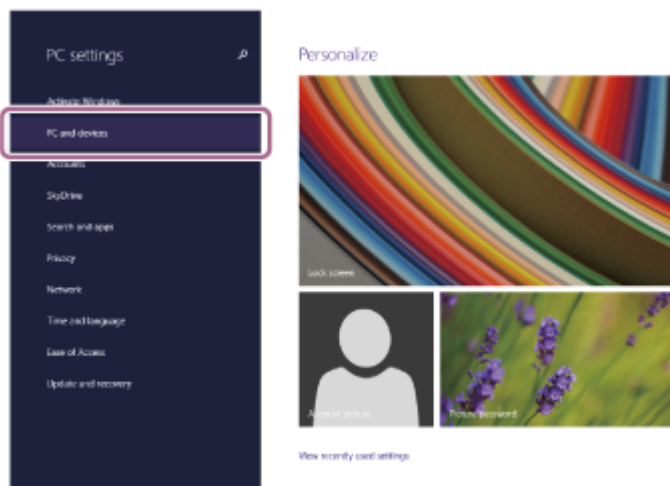 PC settings
Activate Windows
PC and devices
Accounts
SkyDrive
Search and apps
Privacy
Network
Time and language
Ease of Access
Update and recovery
Personalize
Lock screen
Account picture
Picture password
View recently used settings